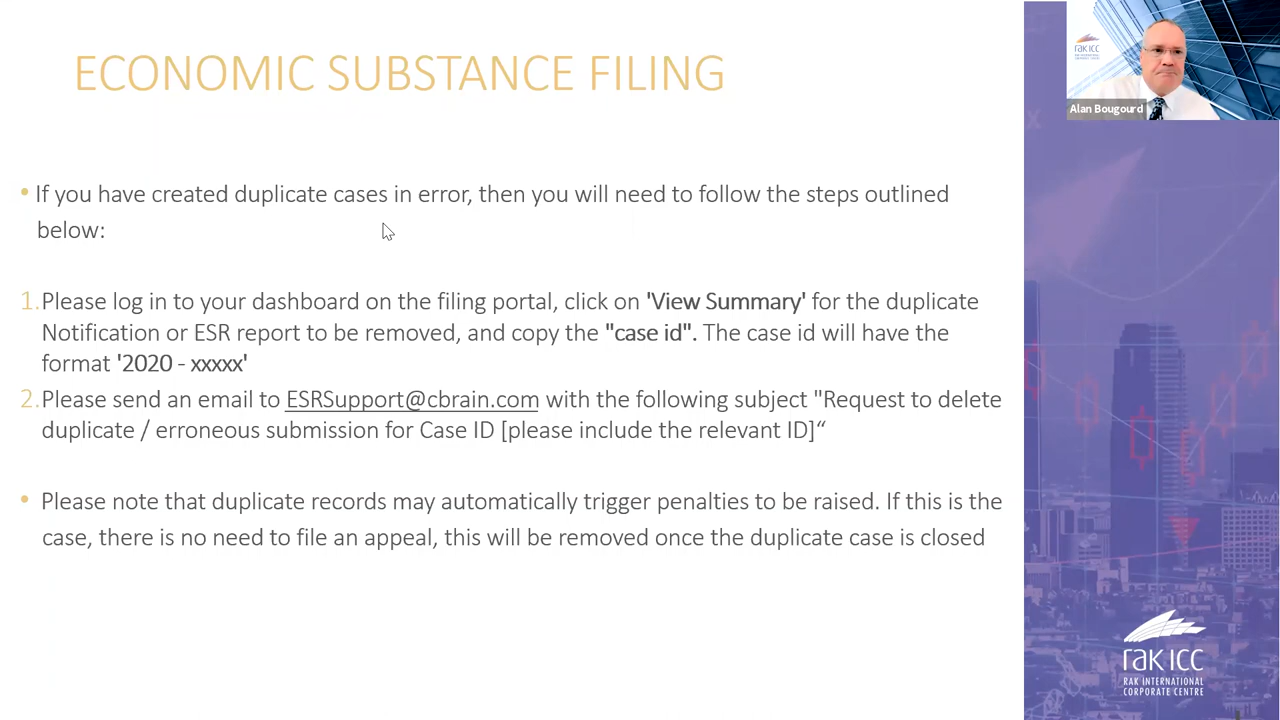 ECONOMIC SUBSTANCE FILING
rak icc
Alan Bougourd
• If you have created duplicate cases in error, then you will need to follow the steps outlined
below:
1. Please log in to your dashboard on the filing portal, click on 'View Summary' for the duplicate
Notification or ESR report to be removed, and copy the "case id". The case id will have the
format '2020 - xxxxx'
2. Please send an email to ESRSupport@cbrain.com with the following subject "Request to delete
duplicate / erroneous submission for Case ID [please include the relevant ID]“
• Please note that duplicate records may automatically trigger penalties to be raised. If this is the
case, there is no need to file an appeal, this will be removed once the duplicate case is closed
rak icc
RAK INTERNATIONAL
CORPORATE CENTRE